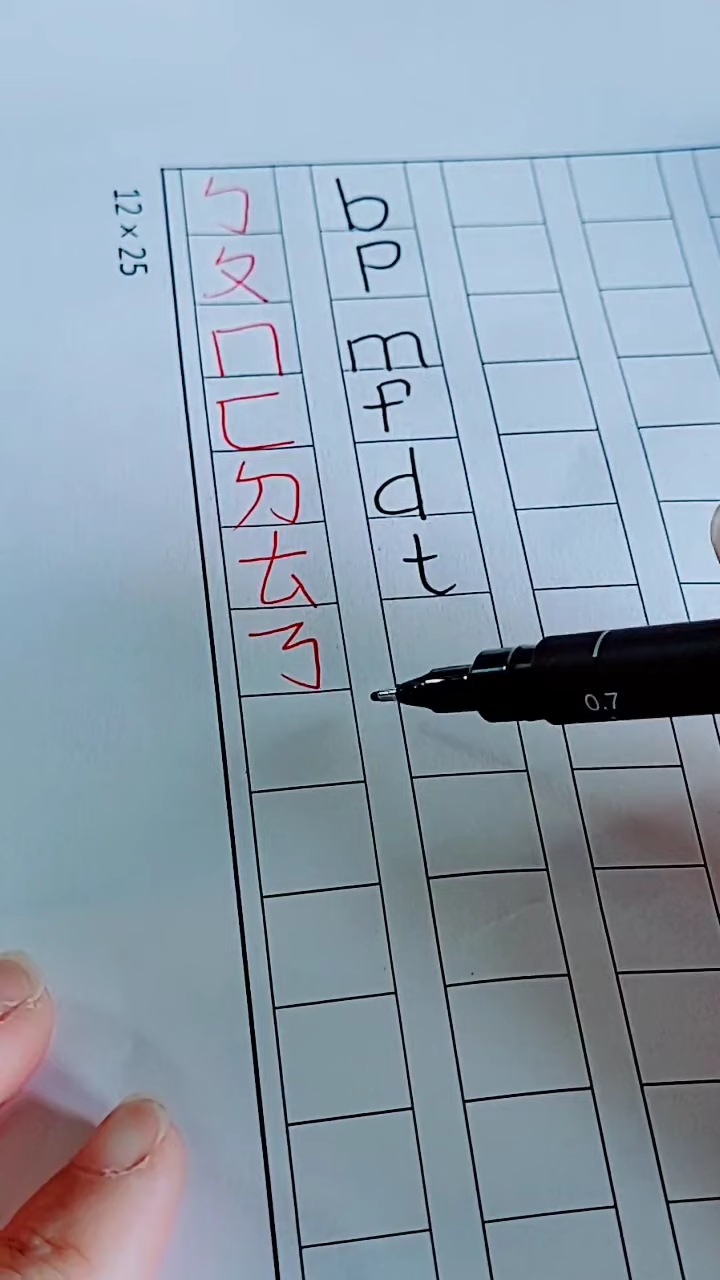 12 x 25
ㄅ b
ㄆ p
ㄇ m
ㄈ f
ㄉ d
ㄊ t
ㄋ
0.7